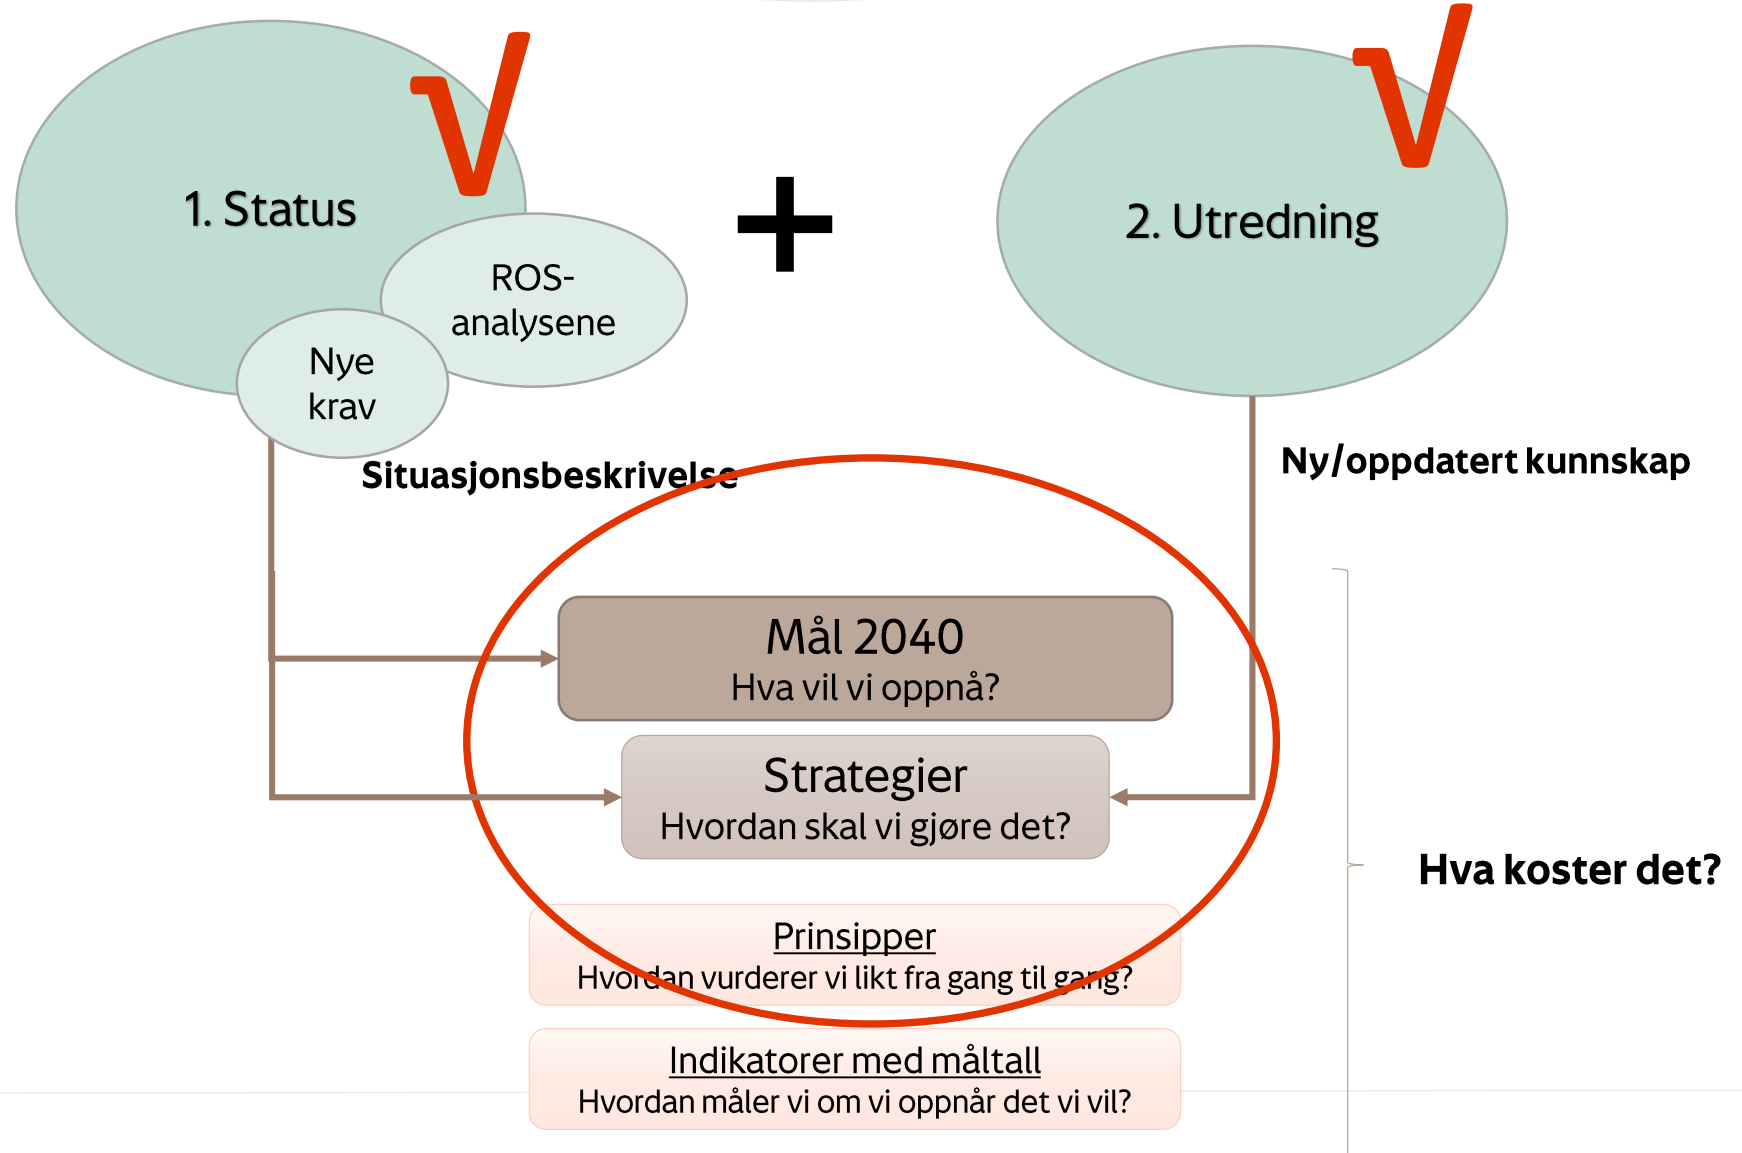 1. Status
ROS-
analysene
Nye
krav
+
2. Utredning
Situasjonsbeskrivelse
Ny/oppdatert kunnskap
Mål 2040
Hva vil vi oppnå?
Strategier
Hvordan skal vi gjøre det?
Hva koster det?
Prinsipper
Hvordan vurderer vi likt fra gang til gang?
Indikatorer med måltall
Hvordan måler vi om vi oppnår det vi vil?